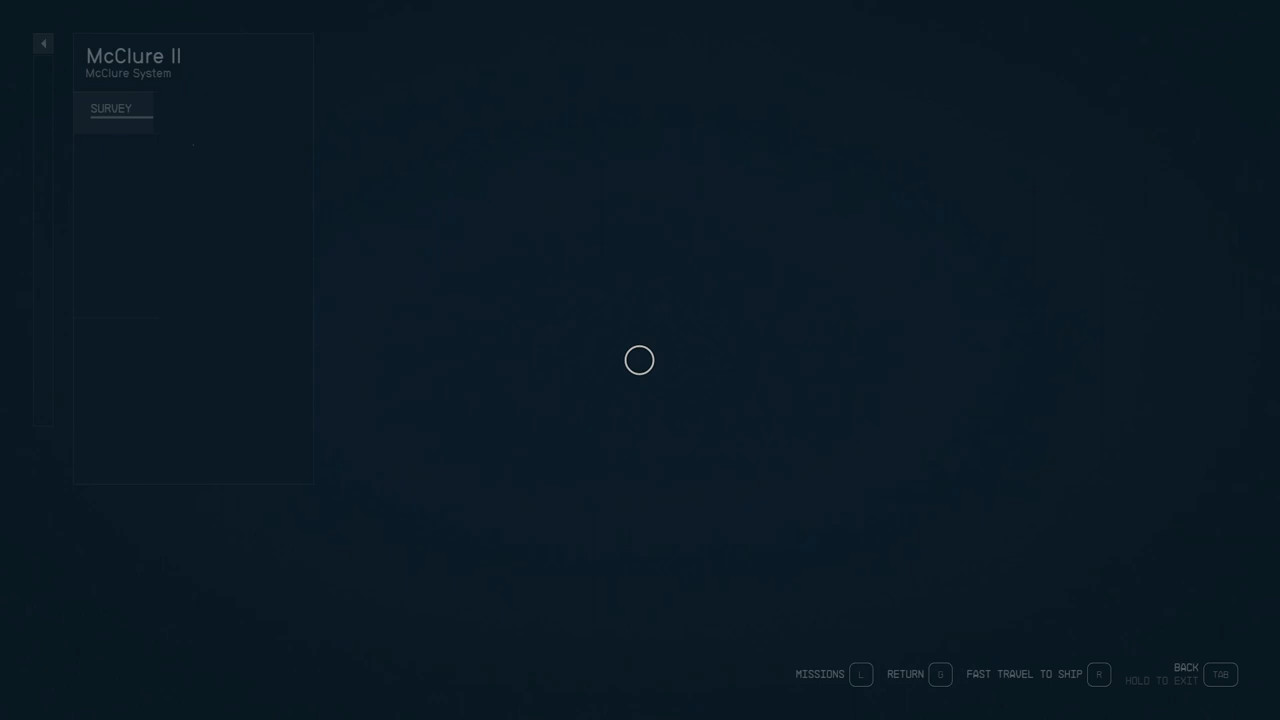 McClure II
McClure System
SURVEY
MISSIONS L RETURN G FAST TRAVEL TO SHIP R BACK TAB
HOLD TO EXIT